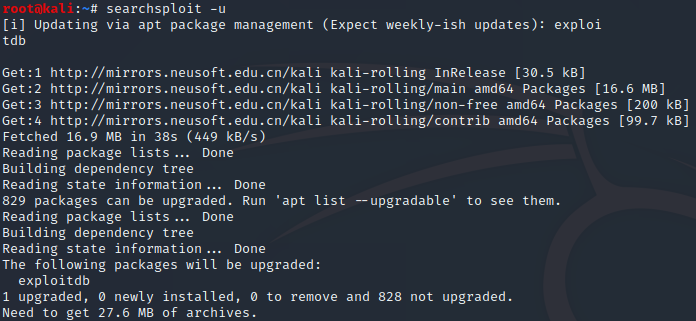 root@kali:~# searchsploit -u
[i] Updating via apt package management (Expect weekly-ish updates): exploi
tdb
Get:1 http://mirrors.neusoft.edu.cn/kali kali-rolling InRelease [30.5 kB]
Get:2 http://mirrors.neusoft.edu.cn/kali kali-rolling/main amd64 Packages [16.6 MB]
Get:3 http://mirrors.neusoft.edu.cn/kali kali-rolling/non-free amd64 Packages [200 kB]
Get:4 http://mirrors.neusoft.edu.cn/kali kali-rolling/contrib amd64 Packages [99.7 kB]
Fetched 16.9 MB in 38s (449 kB/s)
Reading package lists... Done
Building dependency tree
Reading state information... Done
829 packages can be upgraded. Run 'apt list --upgradable' to see them.
Reading package lists... Done
Building dependency tree
Reading state information... Done
The following packages will be upgraded:
  exploitdb
1 upgraded, 0 newly installed, 0 to remove and 828 not upgraded.
Need to get 27.6 MB of archives.